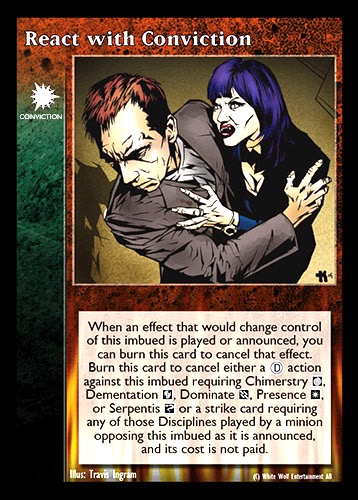 React with Conviction
CONVICTION
When an effect that would change control
of this imbued is played or announced, you
can burn this card to cancel that effect.
Burn this card to cancel either a Ⓓ action
against this imbued requiring Chimerstry,
Dementation, Dominate, Presence,
or Serpentis or a strike card requiring
any of those Disciplines played by a minion
opposing this imbued as it is announced,
and its cost is not paid.
Illus: Travis Ingram
(C) White Wolf Entertainment AB